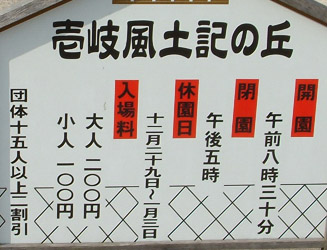 壱岐風土記の丘
開園
午前八時三十分
閉園
午後五時
休園日
十二月二十九日〜一月三日
入場料
大人 二〇〇円
小人 一〇〇円
団体十五人以上二割引